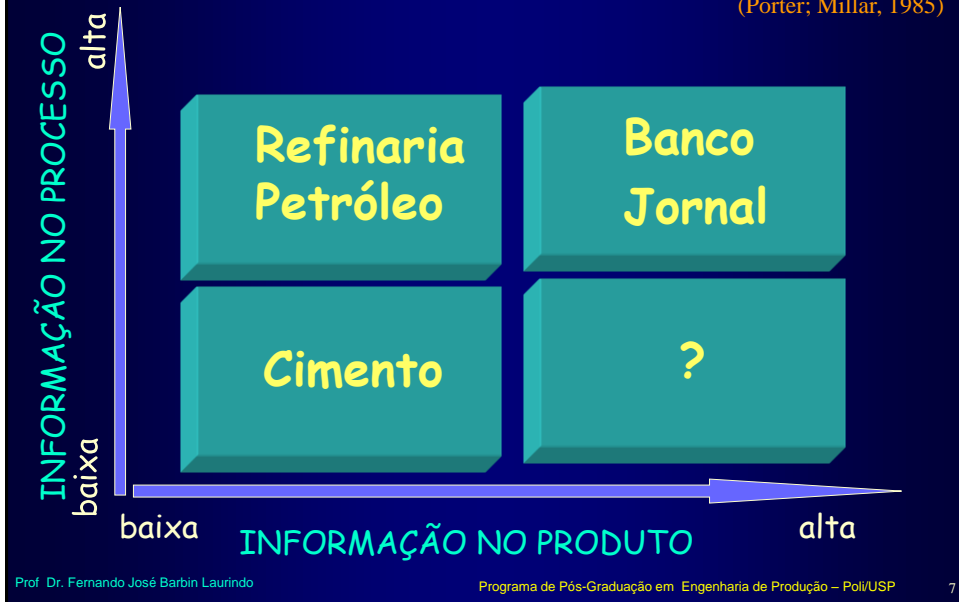 (Porter; Millar, 1985)
INFORMAÇÃO NO PROCESSO
alta
baixa
Refinaria
Petróleo
Banco
Jornal
Cimento
?
baixa
INFORMAÇÃO NO PRODUTO
alta
Prof Dr. Fernando José Barbin Laurindo
Programa de Pós-Graduação em Engenharia de Produção – Poli/USP
7